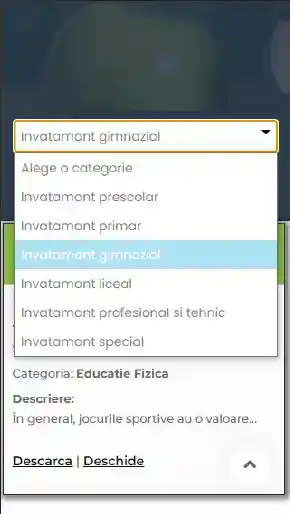 Invatamant gimnazial
Alege o categorie
Invatamant prescolar
Invatamant primar
Invatamant gimnazial
Invatamant liceal
Invatamant profesional si tehnic
Invatamant special
Categoria: Educatie Fizica
Descriere:
În general, jocurile sportive au o valoare...
Descarca | Deschide